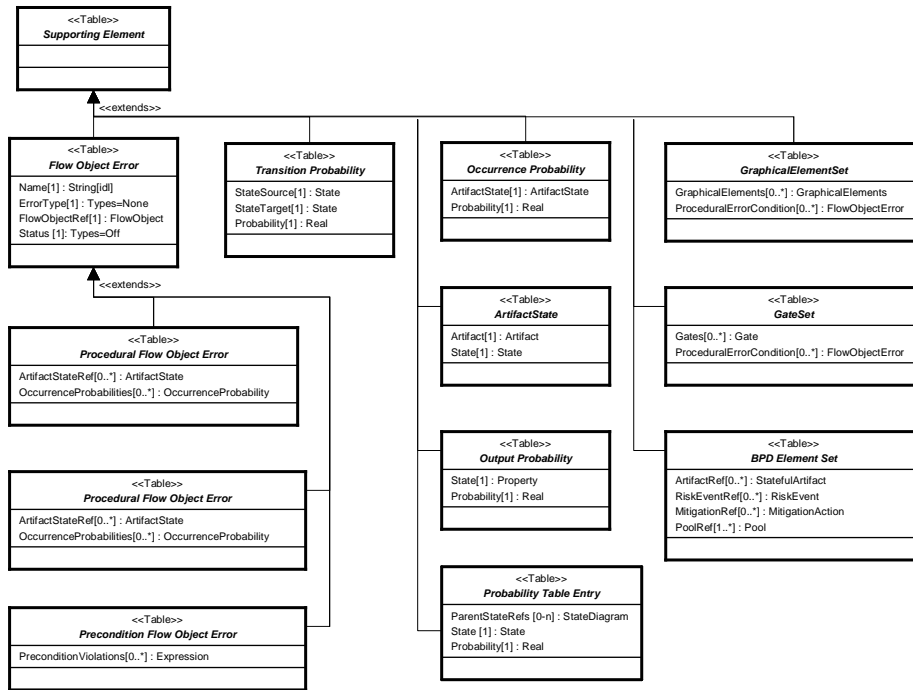 <<Table>>
Supporting Element
<<extends>>
<<Table>>
Flow Object Error
Name[1] : String[idl]
ErrorType[1] : Types=None
FlowObjectRef[1] : FlowObject
Status [1]: Types=Off
<<Table>>
Transition Probability
StateSource[1] : State
StateTarget[1] : State
Probability[1] : Real
<<Table>>
Occurrence Probability
ArtifactState[1] : ArtifactState
Probability[1] : Real
<<Table>>
GraphicalElementSet
GraphicalElements[0..*] : GraphicalElements
ProceduralErrorCondition[0..*] : FlowObjectError
<<extends>>
<<Table>>
Procedural Flow Object Error
ArtifactStateRef[0..*] : ArtifactState
OccurrenceProbabilities[0..*] : OccurrenceProbability
<<Table>>
ArtifactState
Artifact[1] : Artifact
State[1] : State
<<Table>>
GateSet
Gates[0..*] : Gate
ProceduralErrorCondition[0..*] : FlowObjectError
<<Table>>
Procedural Flow Object Error
ArtifactStateRef[0..*] : ArtifactState
OccurrenceProbabilities[0..*] : OccurrenceProbability
<<Table>>
Output Probability
State[1] : Property
Probability[1] : Real
<<Table>>
BPD Element Set
ArtifactRef[0..*] : StatefulArtifact
RiskEventRef[0..*] : RiskEvent
MitigationRef[0..*] : MitigationAction
PoolRef[1..*] : Pool
<<Table>>
Precondition Flow Object Error
PreconditionViolations[0..*] : Expression
<<Table>>
Probability Table Entry
ParentStateRefs [0-n] : StateDiagram
State [1] : State
Probability[1] : Real